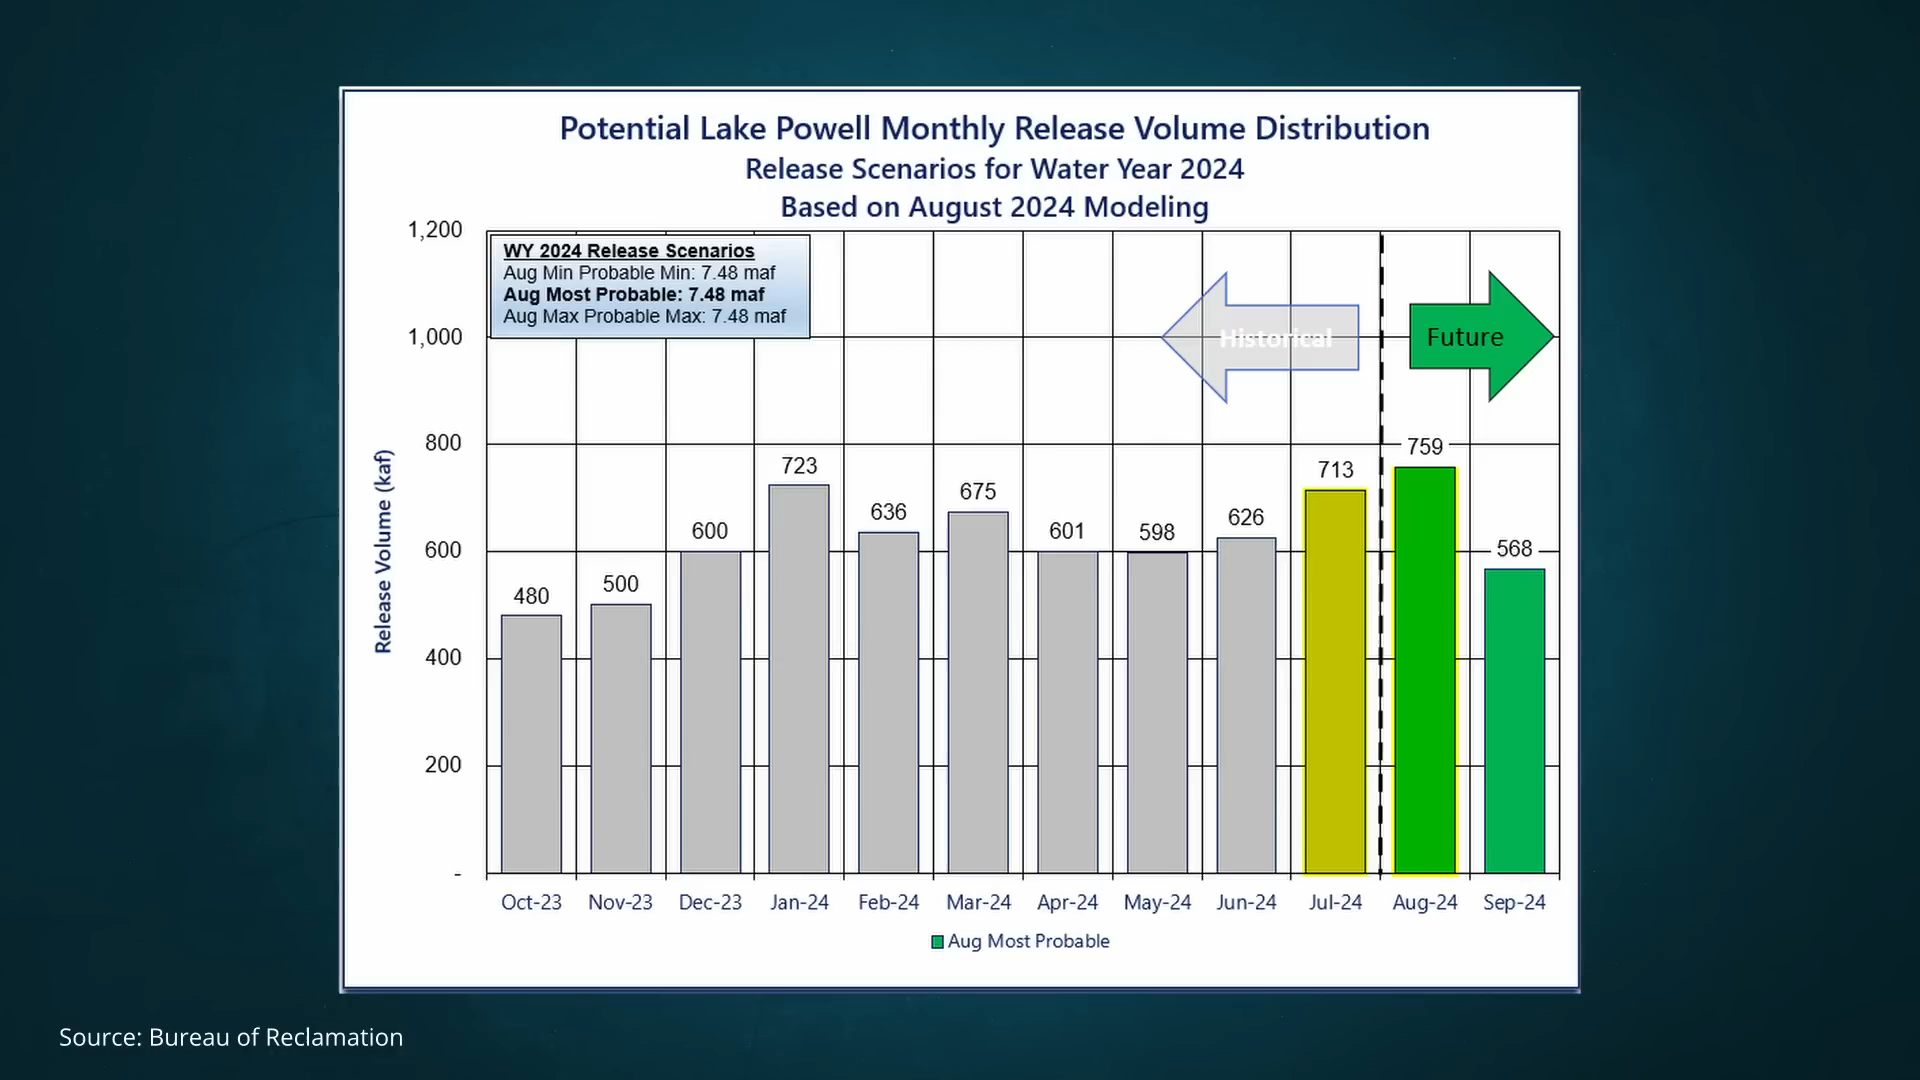 Potential Lake Powell Monthly Release Volume Distribution
Release Scenarios for Water Year 2024
Based on August 2024 Modeling
WY 2024 Release Scenarios
Aug Min Probable Min: 7.48 maf
Aug Most Probable: 7.48 maf
Aug Max Probable Max: 7.48 maf
Historical
Future
Release Volume (kaf)
1,200
1,000
800
600
400
200
-
480
500
600
723
636
675
601
598
626
713
759
568
Oct-23
Nov-23
Dec-23
Jan-24
Feb-24
Mar-24
Apr-24
May-24
Jun-24
Jul-24
Aug-24
Sep-24
Aug Most Probable
Source: Bureau of Reclamation